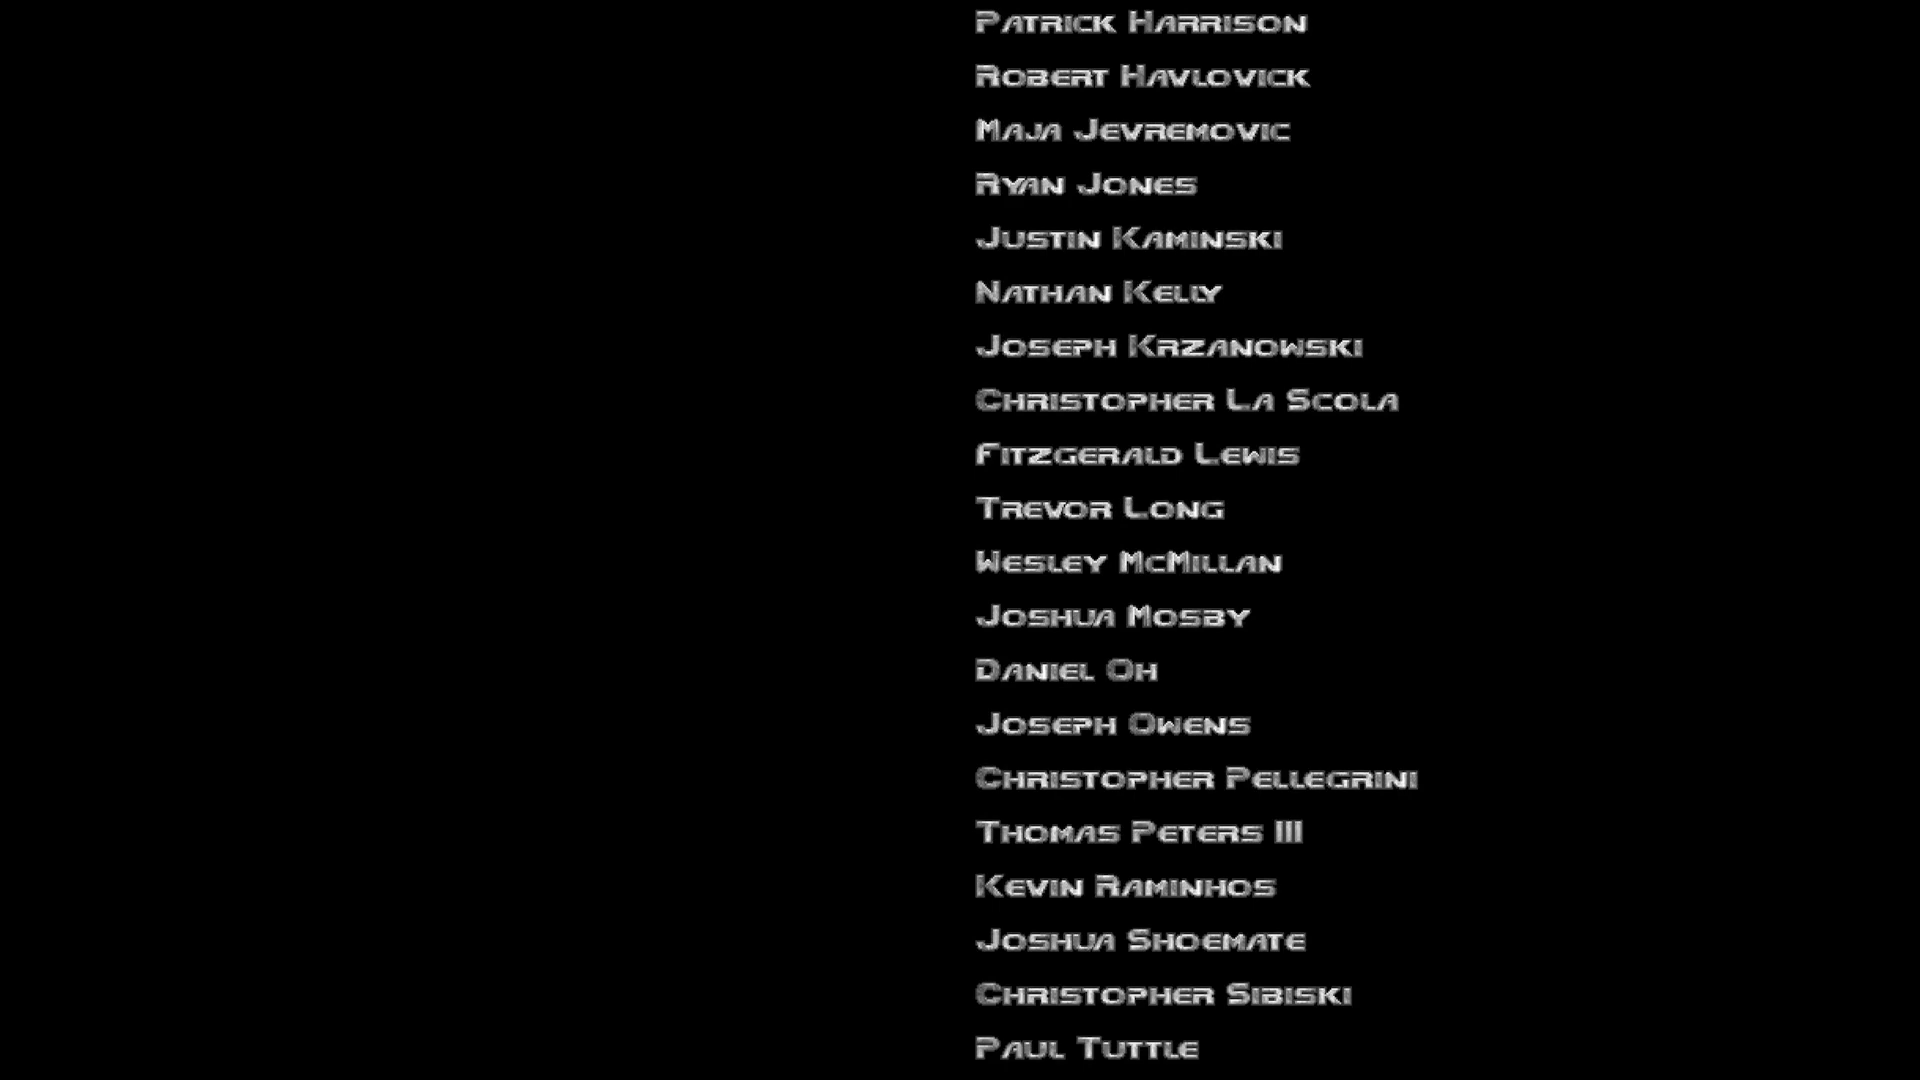 Patrick Harrison
Robert Havlovick
Maja Jevremovic
Ryan Jones
Justin Kaminski
Nathan Kelly
Joseph Krzanowski
Christopher La Scola
Fitzgerald Lewis
Trevor Long
Wesley McMillan
Joshua Mosby
Daniel Oh
Joseph Owens
Christopher Pellegrini
Thomas Peters III
Kevin Raminhos
Joshua Shoemate
Christopher Sibiski
Paul Tuttle